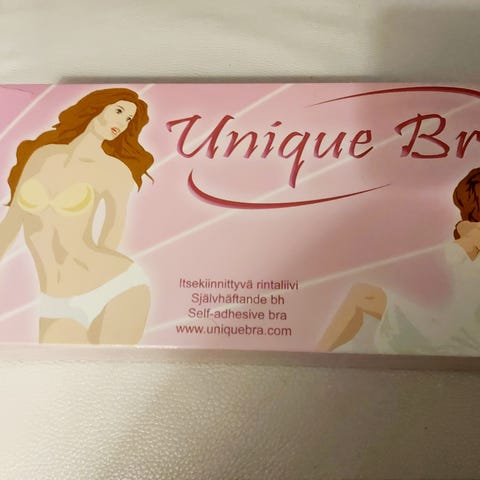 Unique Br
Itsekiinnittyvä rintaliivi
Självhäftande bh
Self-adhesive bra
www.uniquebra.com